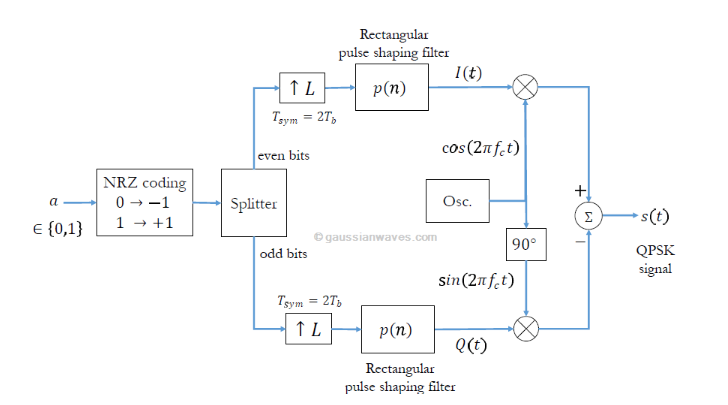 Rectangular
pulse shaping filter
↑ L
p(n)
I(t)
T_sym = 2T_b
cos(2πf_c t)
even bits
NRZ coding
0 → −1
1 → +1
a
∈ {0,1}
Splitter
Osc.
+
Σ
s(t)
−
QPSK
signal
© gaussianwaves.com
90°
odd bits
sin(2πf_c t)
T_sym = 2T_b
↑ L
p(n)
Q(t)
Rectangular
pulse shaping filter